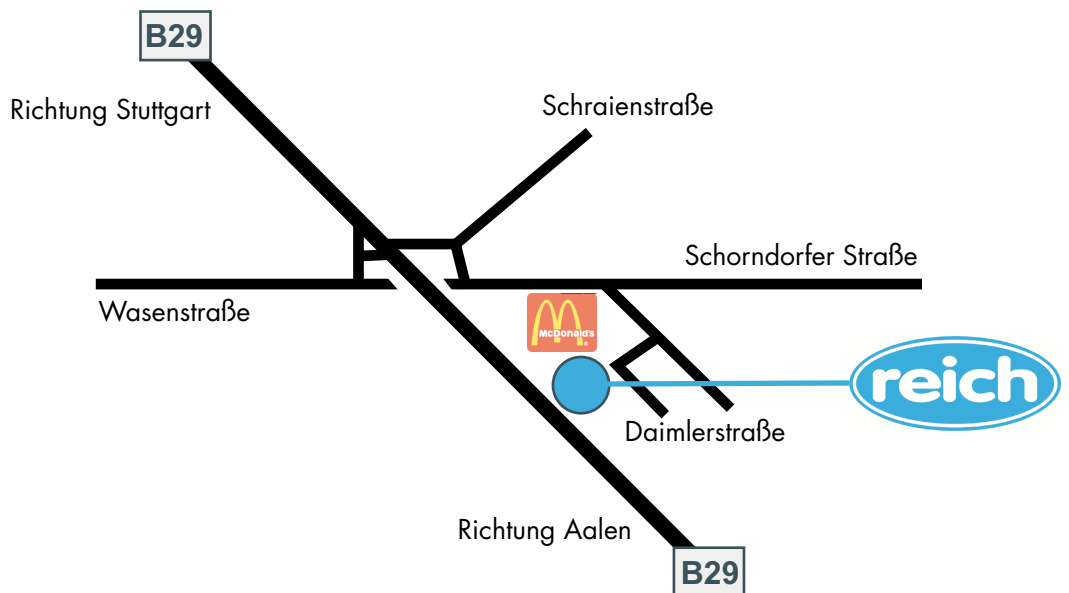 B29
Richtung Stuttgart
Schraienstraße
Schorndorfer Straße
Wasenstraße
McDonald's
reich
Daimlerstraße
Richtung Aalen
B29